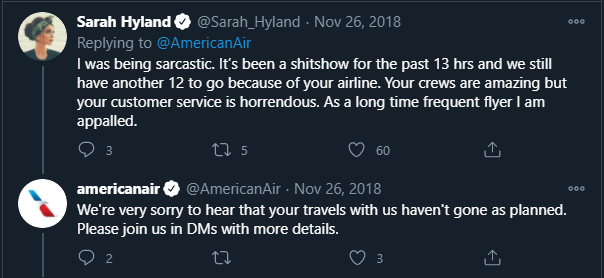 Sarah Hyland @Sarah_Hyland · Nov 26, 2018
Replying to @AmericanAir
I was being sarcastic. It's been a shitshow for the past 13 hrs and we still
have another 12 to go because of your airline. Your crews are amazing but
your customer service is horrendous. As a long time frequent flyer I am
appalled.
3 5 60
americanair @AmericanAir · Nov 26, 2018
We're very sorry to hear that your travels with us haven't gone as planned.
Please join us in DMs with more details.
2 3